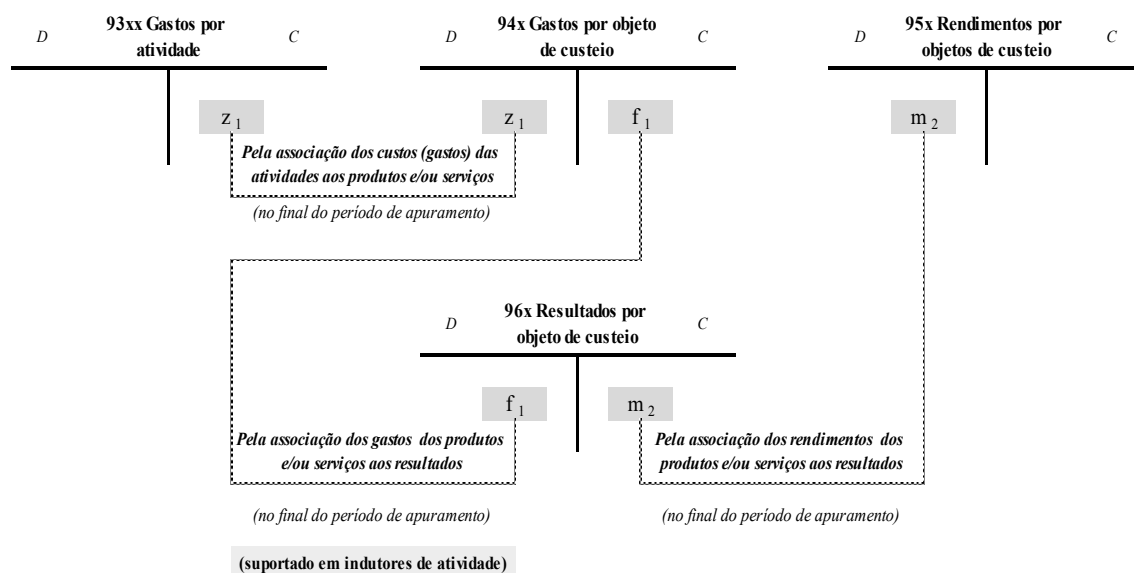 93xx Gastos por
atividade
D
C
94x Gastos por objeto
de custeio
D
C
95x Rendimentos por
objetos de custeio
D
C
z 1
z 1
f 1
m 2
Pela associação dos custos (gastos) das
atividades aos produtos e/ou serviços
(no final do período de apuramento)
96x Resultados por
objeto de custeio
D
C
f 1
m 2
Pela associação dos gastos dos produtos
e/ou serviços aos resultados
Pela associação dos rendimentos dos
produtos e/ou serviços aos resultados
(no final do período de apuramento)
(no final do período de apuramento)
(suportado em indutores de atividade)